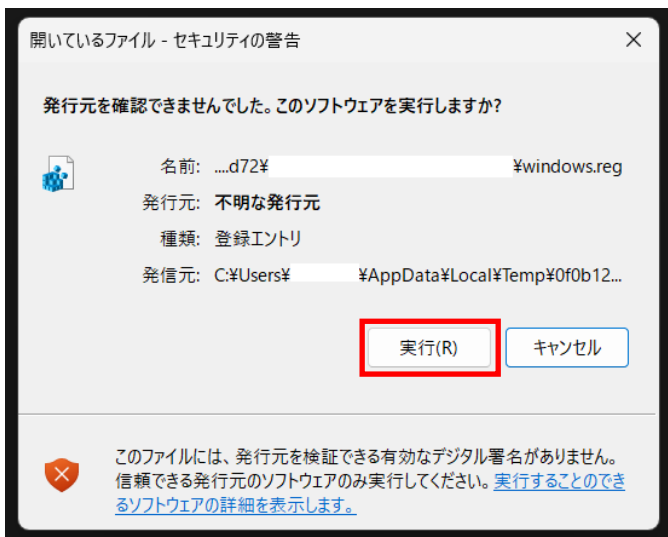 開いているファイル - セキュリティの警告
発行元を確認できませんでした。このソフトウェアを実行しますか?
名前: ....d72¥ ¥windows.reg
発行元: 不明な発行元
種類: 登録エントリ
発信元: C:¥Users¥ ¥AppData¥Local¥Temp¥0f0b12...
実行(R) キャンセル
このファイルには、発行元を検証できる有効なデジタル署名がありません。
信頼できる発行元のソフトウェアのみ実行してください。実行することのでき
るソフトウェアの詳細を表示します。